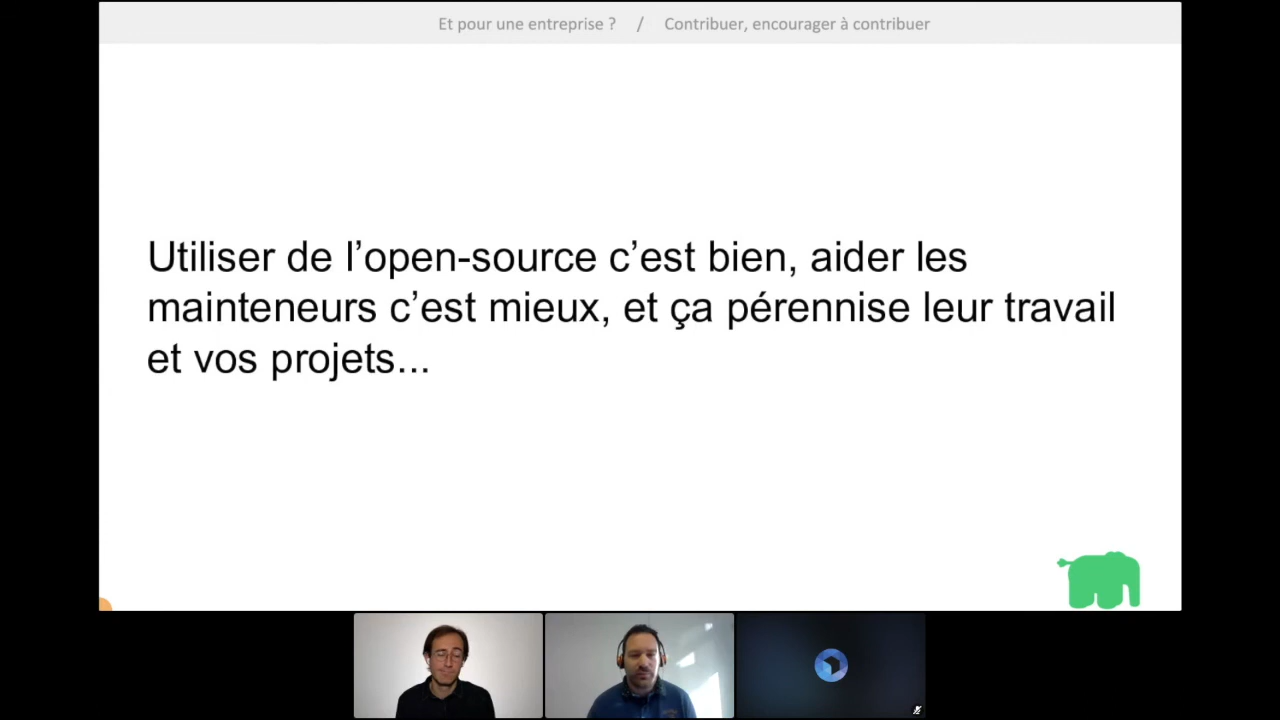 Et pour une entreprise ? / Contribuer, encourager à contribuer
Utiliser de l’open-source c’est bien, aider les
mainteneurs c’est mieux, et ça pérennise leur travail
et vos projets...